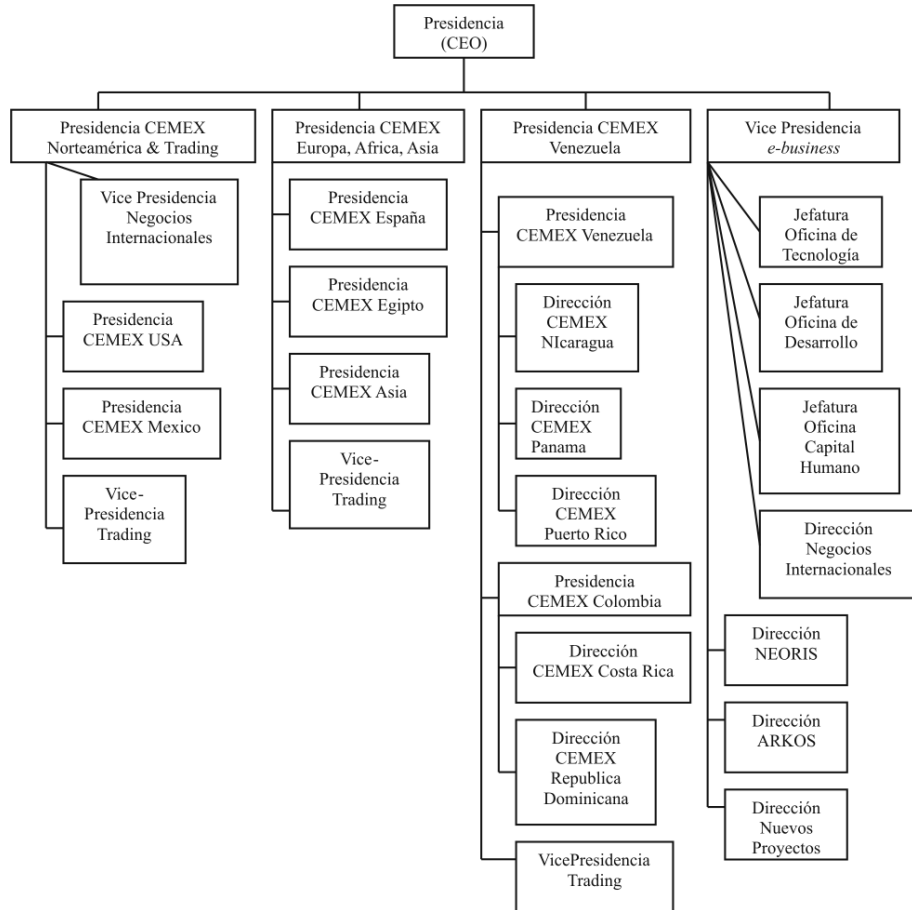 Presidencia
(CEO)
Presidencia CEMEX
Norteamérica & Trading
Vice Presidencia
Negocios
Internacionales
Presidencia
CEMEX USA
Presidencia
CEMEX Mexico
Vice-
Presidencia
Trading
Presidencia CEMEX
Europa, Africa, Asia
Presidencia
CEMEX España
Presidencia
CEMEX Egipto
Presidencia
CEMEX Asia
Vice-
Presidencia
Trading
Presidencia CEMEX
Venezuela
Presidencia
CEMEX Venezuela
Dirección
CEMEX
NIcaragua
Dirección
CEMEX
Panama
Dirección
CEMEX
Puerto Rico
Presidencia
CEMEX Colombia
Dirección
CEMEX Costa Rica
Dirección
CEMEX
Republica
Dominicana
VicePresidencia
Trading
Vice Presidencia
e-business
Jefatura
Oficina de
Tecnología
Jefatura
Oficina de
Desarrollo
Jefatura
Oficina
Capital
Humano
Dirección
Negocios
Internacionales
Dirección
NEORIS
Dirección
ARKOS
Dirección
Nuevos
Proyectos